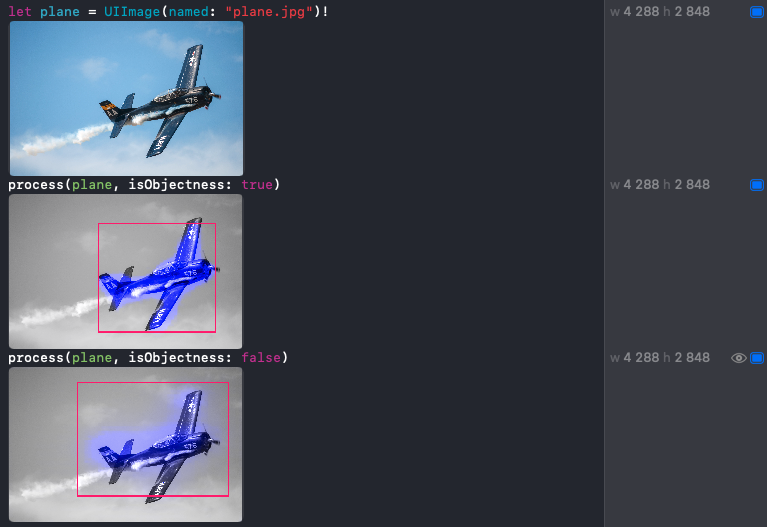 let plane = UIImage(named: "plane.jpg")!
w 4 288 h 2 848
process(plane, isObjectness: true)
w 4 288 h 2 848
process(plane, isObjectness: false)
w 4 288 h 2 848